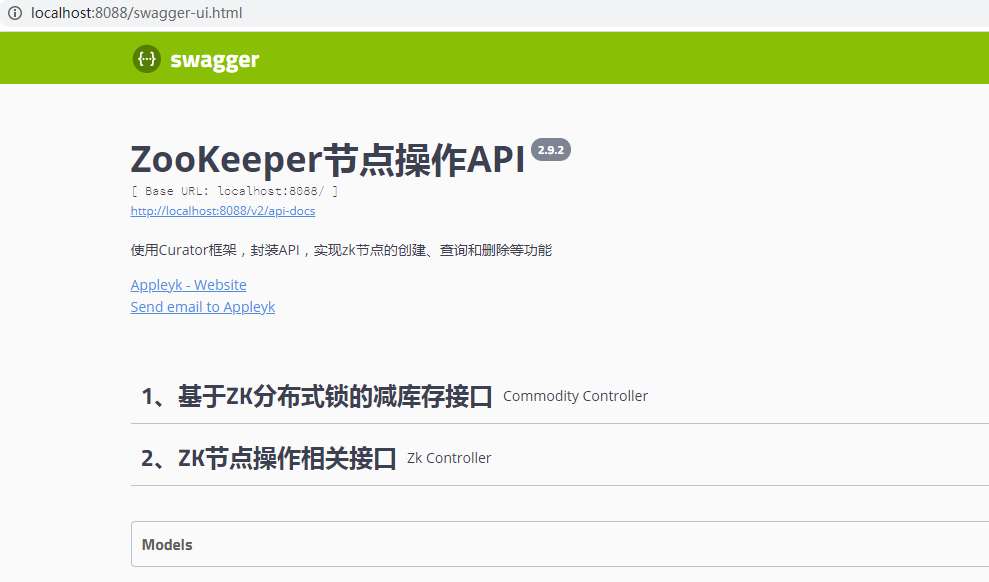 localhost:8088/swagger-ui.html
{··} swagger
ZooKeeper节点操作API 2.9.2
[ Base URL: localhost:8088/ ]
http://localhost:8088/v2/api-docs
使用Curator框架，封装API，实现zk节点的创建、查询和删除等功能
Appleyk - Website
Send email to Appleyk
1、基于ZK分布式锁的减库存接口 Commodity Controller
2、ZK节点操作相关接口 Zk Controller
Models